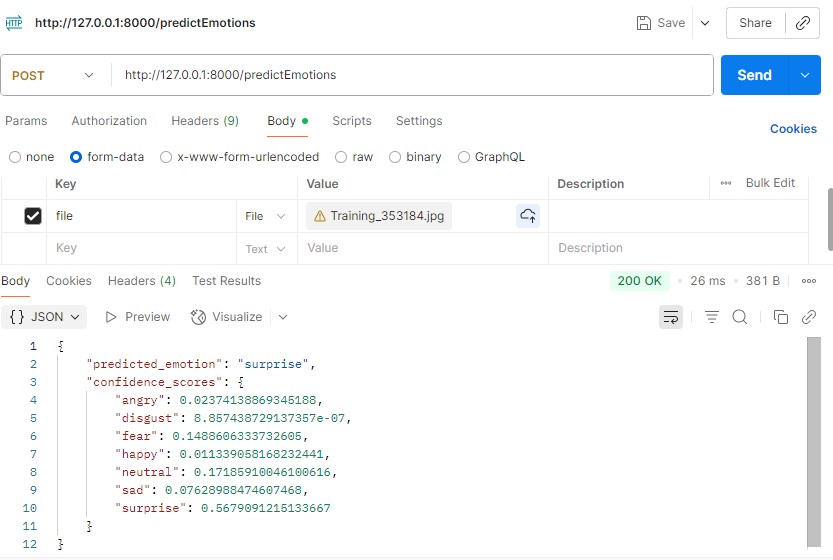 HTTP http://127.0.0.1:8000/predictEmotions Save Share
POST http://127.0.0.1:8000/predictEmotions Send
Params Authorization Headers (9) Body Scripts Settings Cookies
none form-data x-www-form-urlencoded raw binary GraphQL
Key Value Description Bulk Edit
file File Training_353184.jpg
Key Text Value Description
Body Cookies Headers (4) Test Results 200 OK 26 ms 381 B
{} JSON Preview Visualize
1 {
2 "predicted_emotion": "surprise",
3 "confidence_scores": {
4 "angry": 0.02374138869345188,
5 "disgust": 8.857438729137357e-07,
6 "fear": 0.1488606333732605,
7 "happy": 0.011339058168232441,
8 "neutral": 0.17185910046100616,
9 "sad": 0.07628988474607468,
10 "surprise": 0.5679091215133667
11 }
12 }